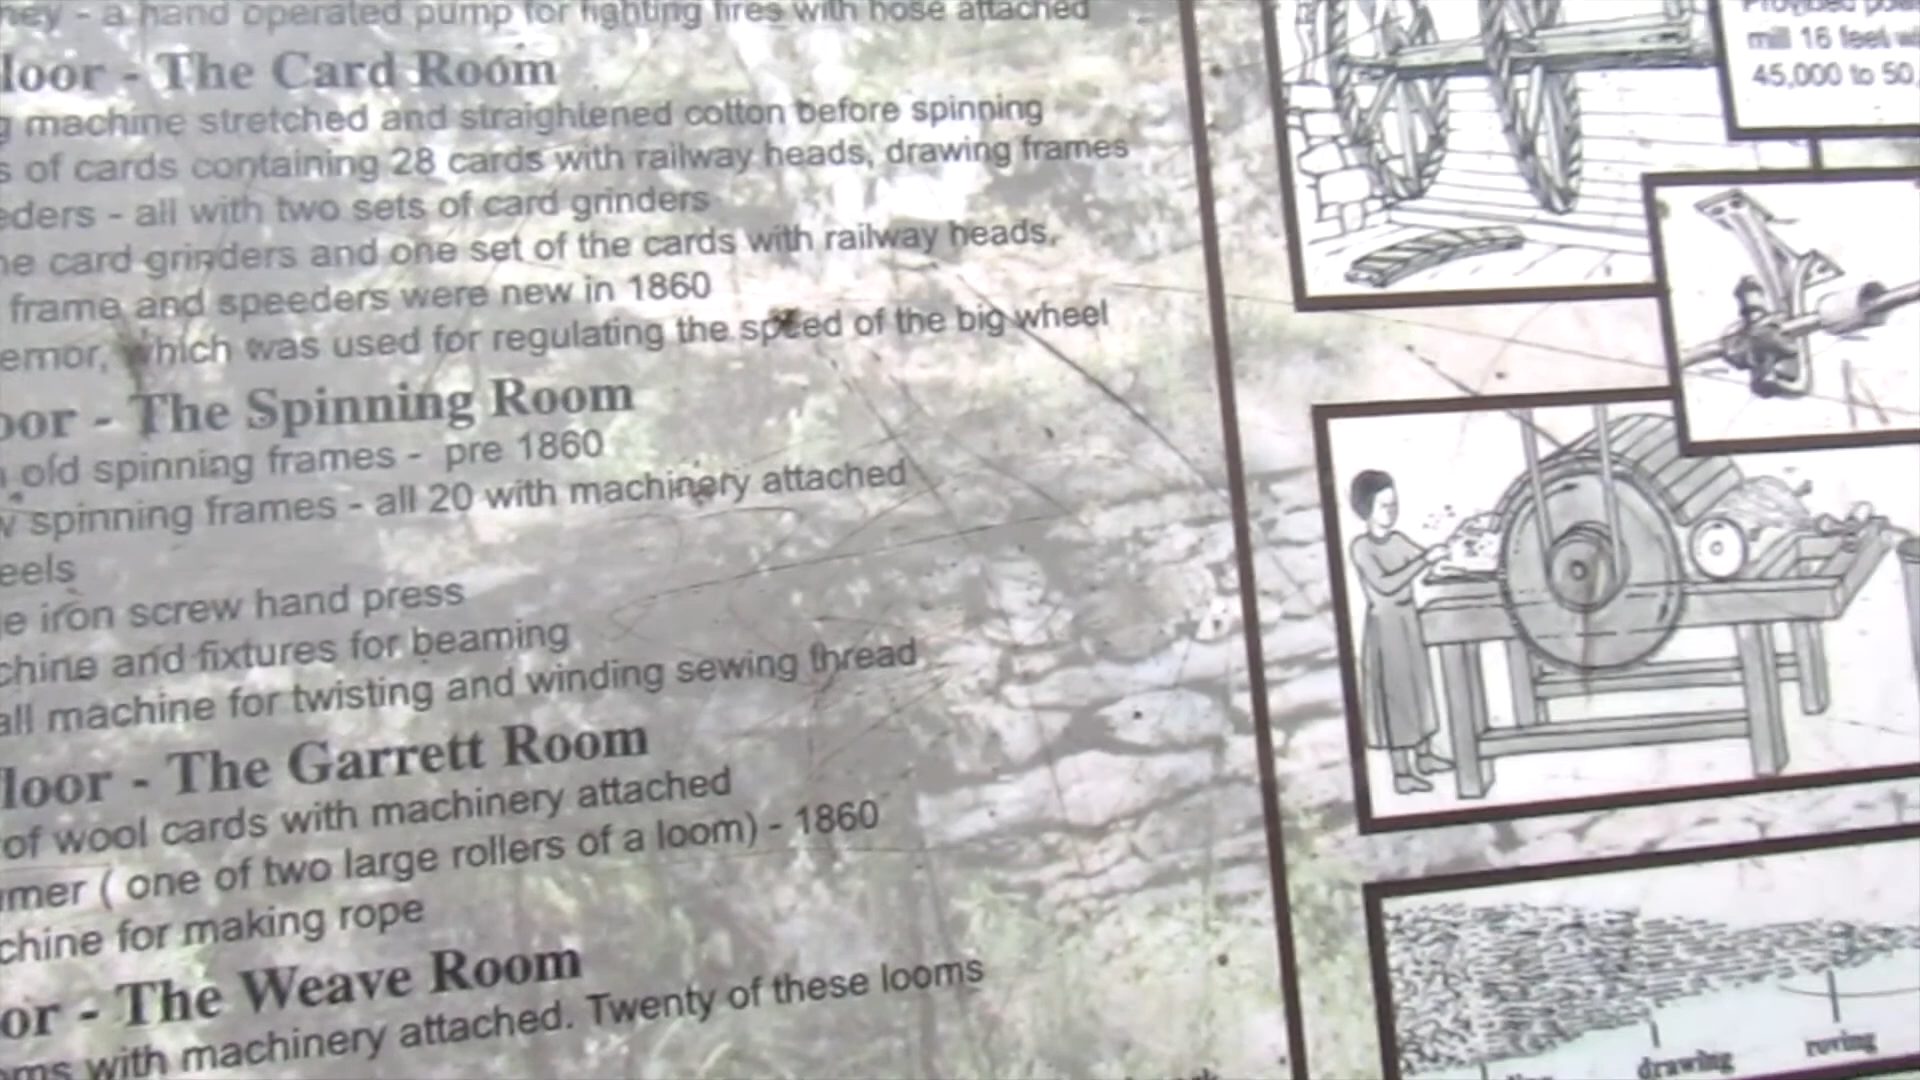 a hand operated pump for fighting fires with hose attached
loor - The Card Room
g machine stretched and straightened cotton before spinning
s of cards containing 28 cards with railway heads, drawing frames
eders - all with two sets of card grinders
ne card grinders and one set of the cards with railway heads,
frame and speeders were new in 1860
ernor, which was used for regulating the speed of the big wheel
oor - The Spinning Room
old spinning frames - pre 1860
spinning frames - all 20 with machinery attached
eels
e iron screw hand press
chine and fixtures for beaming
all machine for twisting and winding sewing thread
loor - The Garrett Room
of wool cards with machinery attached
mer ( one of two large rollers of a loom) - 1860
chine for making rope
or - The Weave Room
oms with machinery attached. Twenty of these looms
Provided
mill 16 feet
45,000 to 50,
drawing
roving